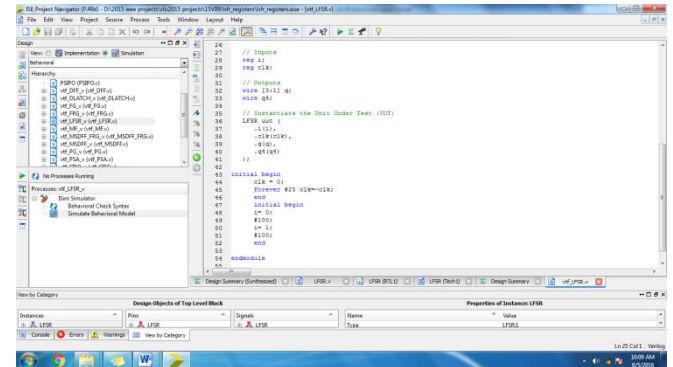 ISE Project Navigator (P.49d) - D:\2015 ieee projects\vlsi2015 projects\15V09\sfr_registers\sfr_registers.xise - [vtf_LFSR.v]
File Edit View Project Source Process Tools Window Layout Help
Design
View: Implementation Simulation
Behavioral
Hierarchy
PSIPO (PSIPO.v)
vtf_DFF_v (vtf_DFF.v)
vtf_DLATCH_v (vtf_DLATCH.v)
vtf_FG_v (vtf_FG.v)
vtf_FRG_v (vtf_FRG.v)
vtf_LFSR_v (vtf_LFSR.v)
vtf_MF_v (vtf_MF.v)
vtf_MSDFF_FRG_v (vtf_MSDFF_FRG.v)
vtf_MSDFF_v (vtf_MSDFF.v)
vtf_PG_v (vtf_PG.v)
vtf_PSA_v (vtf_PSA.v)
No Processes Running
Processes: vtf_LFSR_v
ISim Simulator
Behavioral Check Syntax
Simulate Behavioral Model
26
27 // Inputs
28 reg i;
29 reg clk;
30
31 // Outputs
32 wire [3:1] q;
33 wire q4;
34
35 // Instantiate the Unit Under Test (UUT)
36 LFSR uut (
37 .i(i),
38 .clk(clk),
39 .q(q),
40 .q4(q4)
41 );
42
43 initial begin
44 clk = 0;
45 forever #25 clk=~clk;
46 end
47 initial begin
48 i= 0;
49 #100;
50 i= 1;
51 #100;
52 end
53
54 endmodule
55
Design Summary (Synthesized) LFSR.v LFSR (RTL1) LFSR (Tech1) Design Summary vtf_LFSR.v
View by Category
Design Objects of Top Level Block Properties of Instance: LFSR
Instances Pins Signals Name Value
LFSR LFSR LFSR Type LFSR:1
Console Errors Warnings View by Category
Ln 25 Col 1 Verilog
10:09 AM
8/5/2016